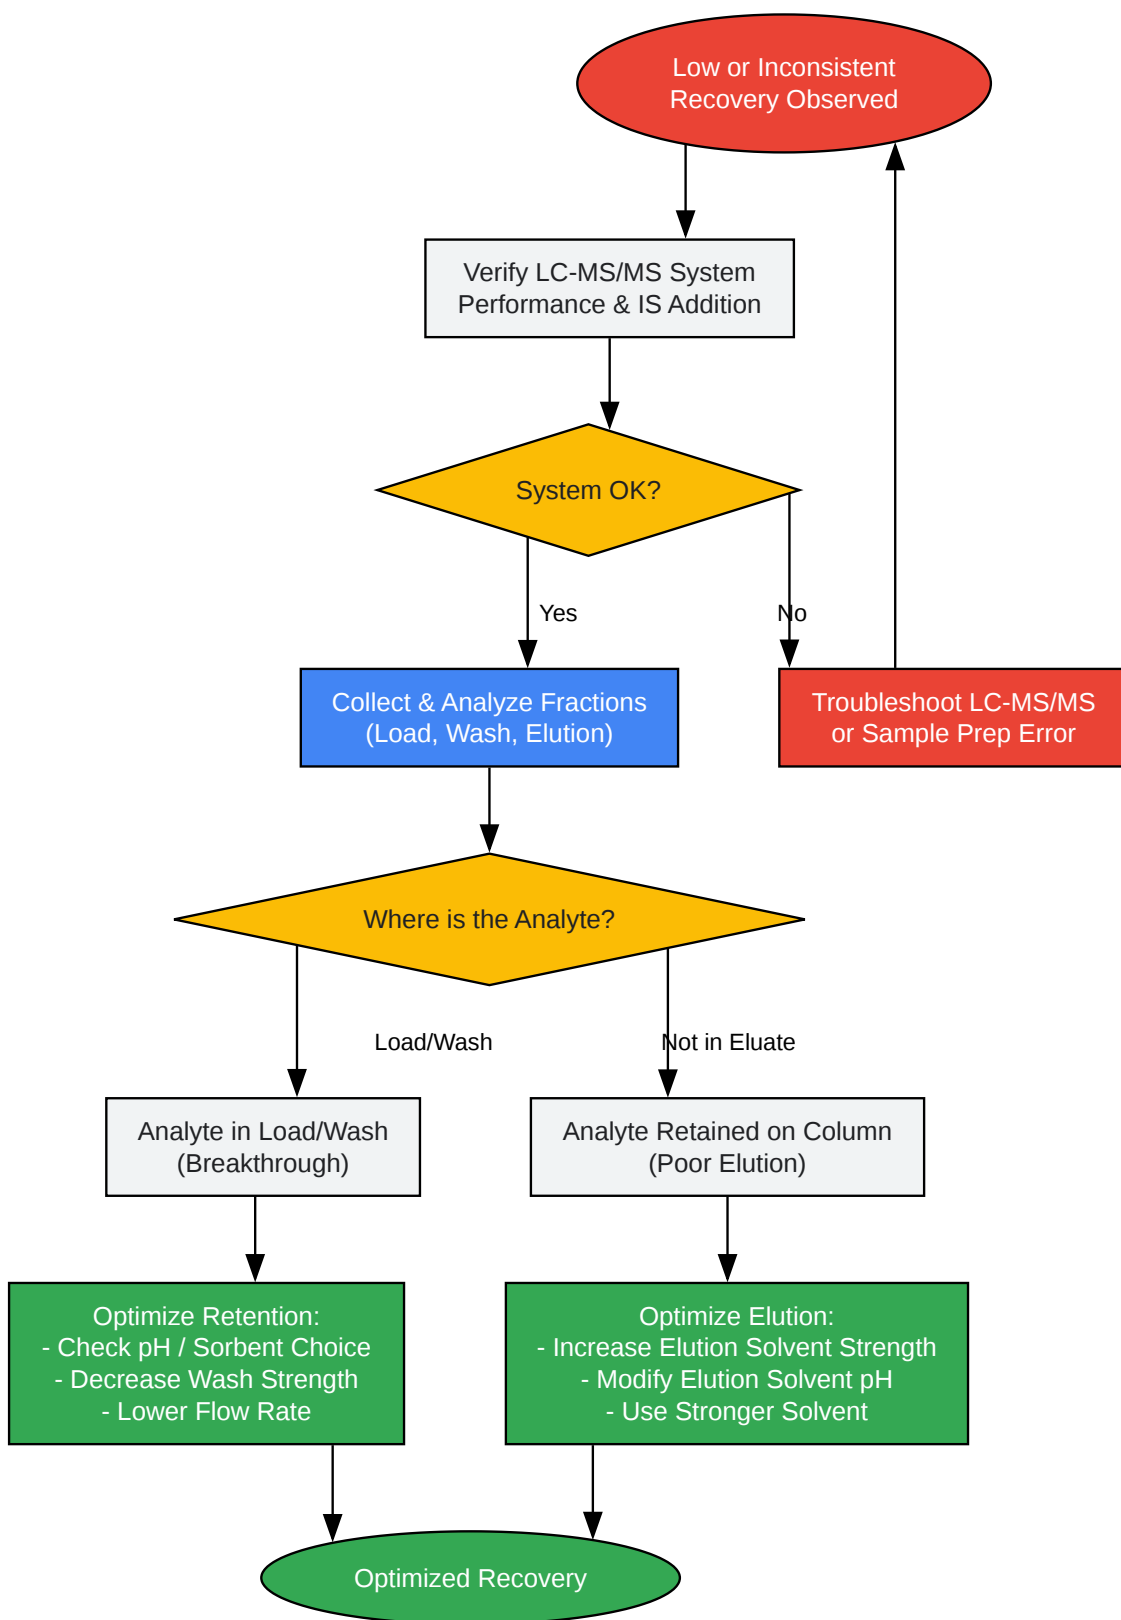 Low or Inconsistent
Recovery Observed
Verify LC-MS/MS System
Performance & IS Addition
System OK?
Yes
No
Collect & Analyze Fractions
(Load, Wash, Elution)
Troubleshoot LC-MS/MS
or Sample Prep Error
Where is the Analyte?
Load/Wash
Not in Eluate
Analyte in Load/Wash
(Breakthrough)
Analyte Retained on Column
(Poor Elution)
Optimize Retention:
- Check pH / Sorbent Choice
- Decrease Wash Strength
- Lower Flow Rate
Optimize Elution:
- Increase Elution Solvent Strength
- Modify Elution Solvent pH
- Use Stronger Solvent
Optimized Recovery